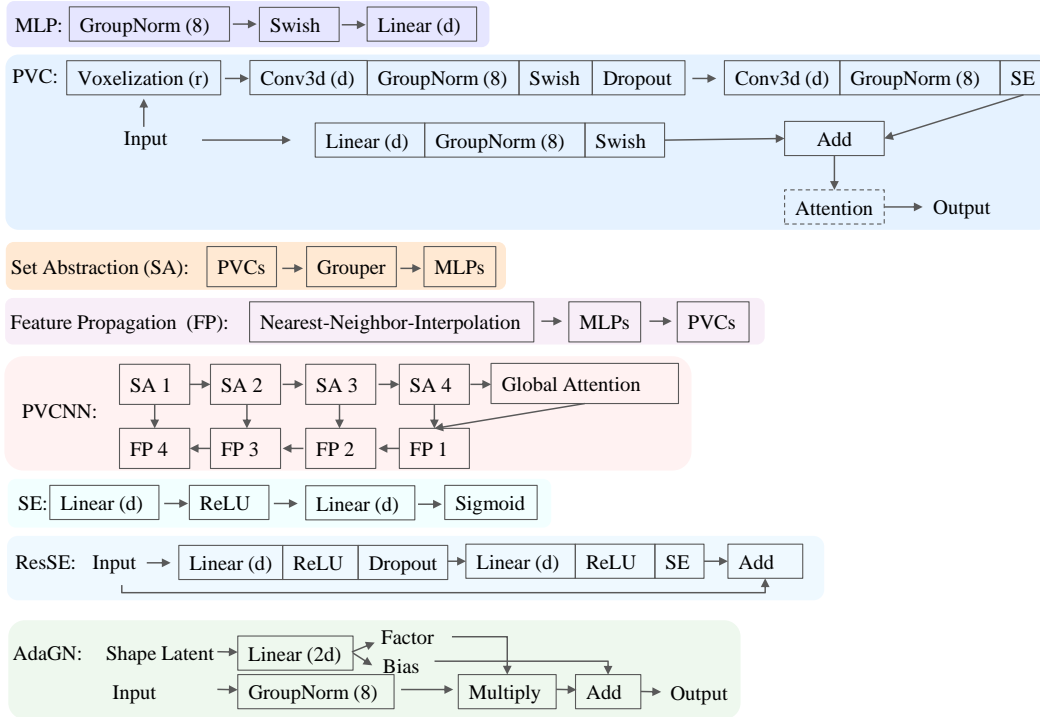 MLP: GroupNorm (8) Swish Linear (d)
PVC: Voxelization (r) Conv3d (d) GroupNorm (8) Swish Dropout Conv3d (d) GroupNorm (8) SE
Input Linear (d) GroupNorm (8) Swish Add
Attention Output
Set Abstraction (SA): PVCs Grouper MLPs
Feature Propagation (FP): Nearest-Neighbor-Interpolation MLPs PVCs
SA 1 SA 2 SA 3 SA 4 Global Attention
PVCNN:
FP 4 FP 3 FP 2 FP 1
SE: Linear (d) ReLU Linear (d) Sigmoid
ResSE: Input Linear (d) ReLU Dropout Linear (d) ReLU SE Add
Factor
AdaGN: Shape Latent Linear (2d)
Bias
Input GroupNorm (8) Multiply Add Output